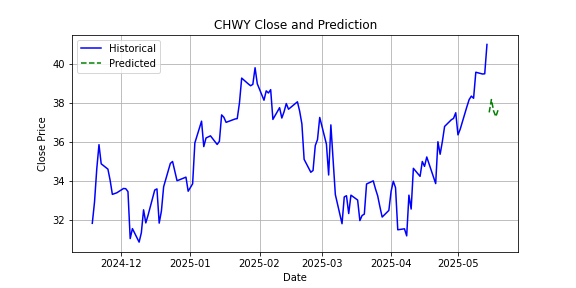 CHWY Close and Prediction
Historical
Predicted
Close Price
40
38
36
34
32
2024-12
2025-01
2025-02
2025-03
2025-04
2025-05
Date